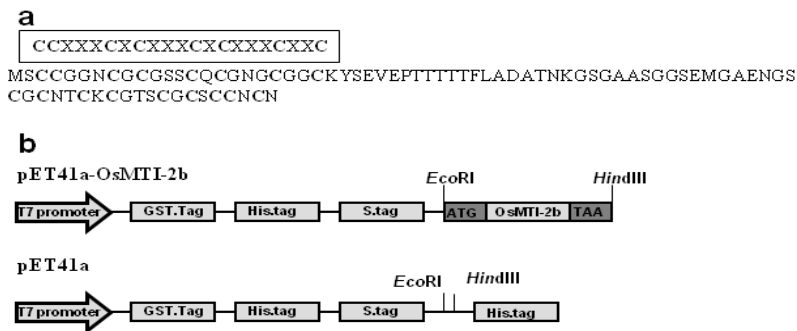 a
CCXXXCXCXXXCXCXXXCXXC
MSCCGGNCGCGSSCQCGNGCGGCKYSEVEPTTTTTFLADATNKGSGAASGGSEMGAENGS
CGCNTCKCGTSCGCSCCNCN
b
pET41a-OsMTI-2b
EcoRI HindIII
T7 promoter GST.Tag His.tag S.tag ATG OsMTI-2b TAA
pET41a
EcoRI HindIII
T7 promoter GST.Tag His.tag S.tag His.tag